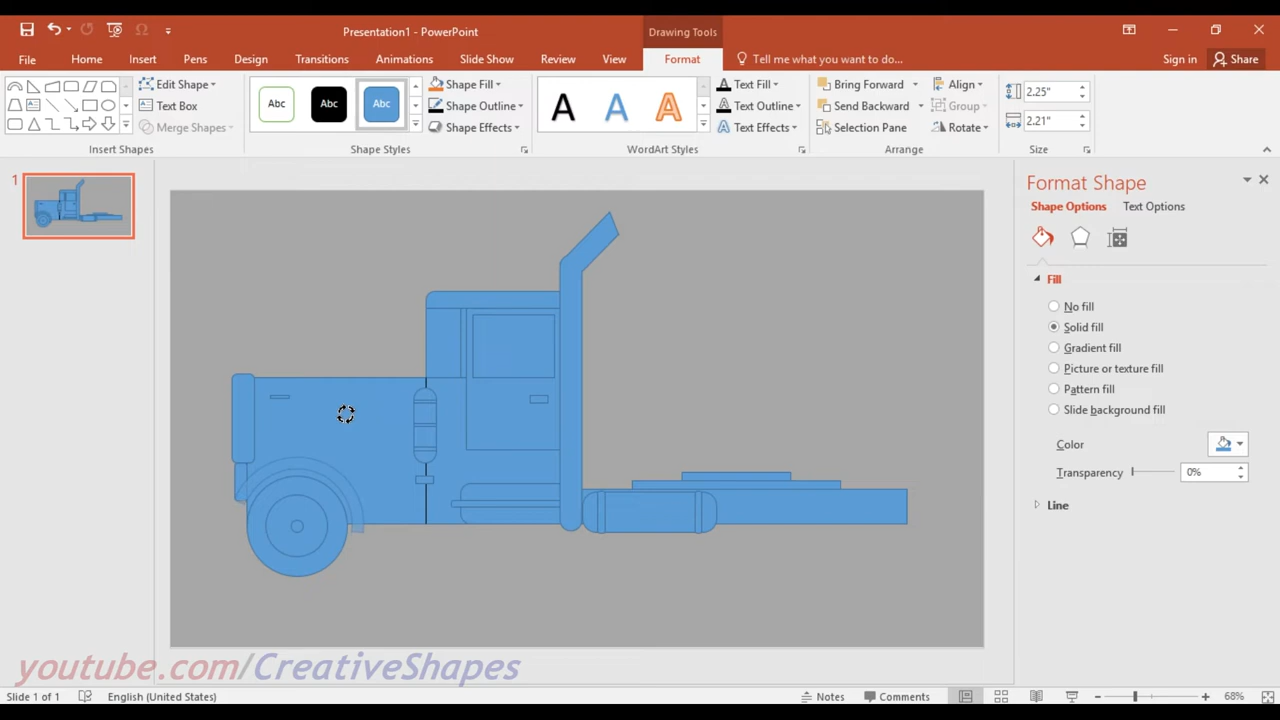 Presentation1 - PowerPoint
Drawing Tools
File Home Insert Pens Design Transitions Animations Slide Show Review View Format Tell me what you want to do... Sign in Share
Edit Shape
Text Box
Merge Shapes
Insert Shapes
Abc Abc Abc
Shape Fill
Shape Outline
Shape Effects
Shape Styles
A A A
Text Fill
Text Outline
Text Effects
WordArt Styles
Bring Forward
Send Backward
Selection Pane
Align
Group
Rotate
Arrange
2.25"
2.21"
Size
1
Format Shape
Shape Options Text Options
Fill
No fill
Solid fill
Gradient fill
Picture or texture fill
Pattern fill
Slide background fill
Color
Transparency 0%
Line
youtube.com/CreativeShapes
Slide 1 of 1 English (United States) Notes Comments 68%